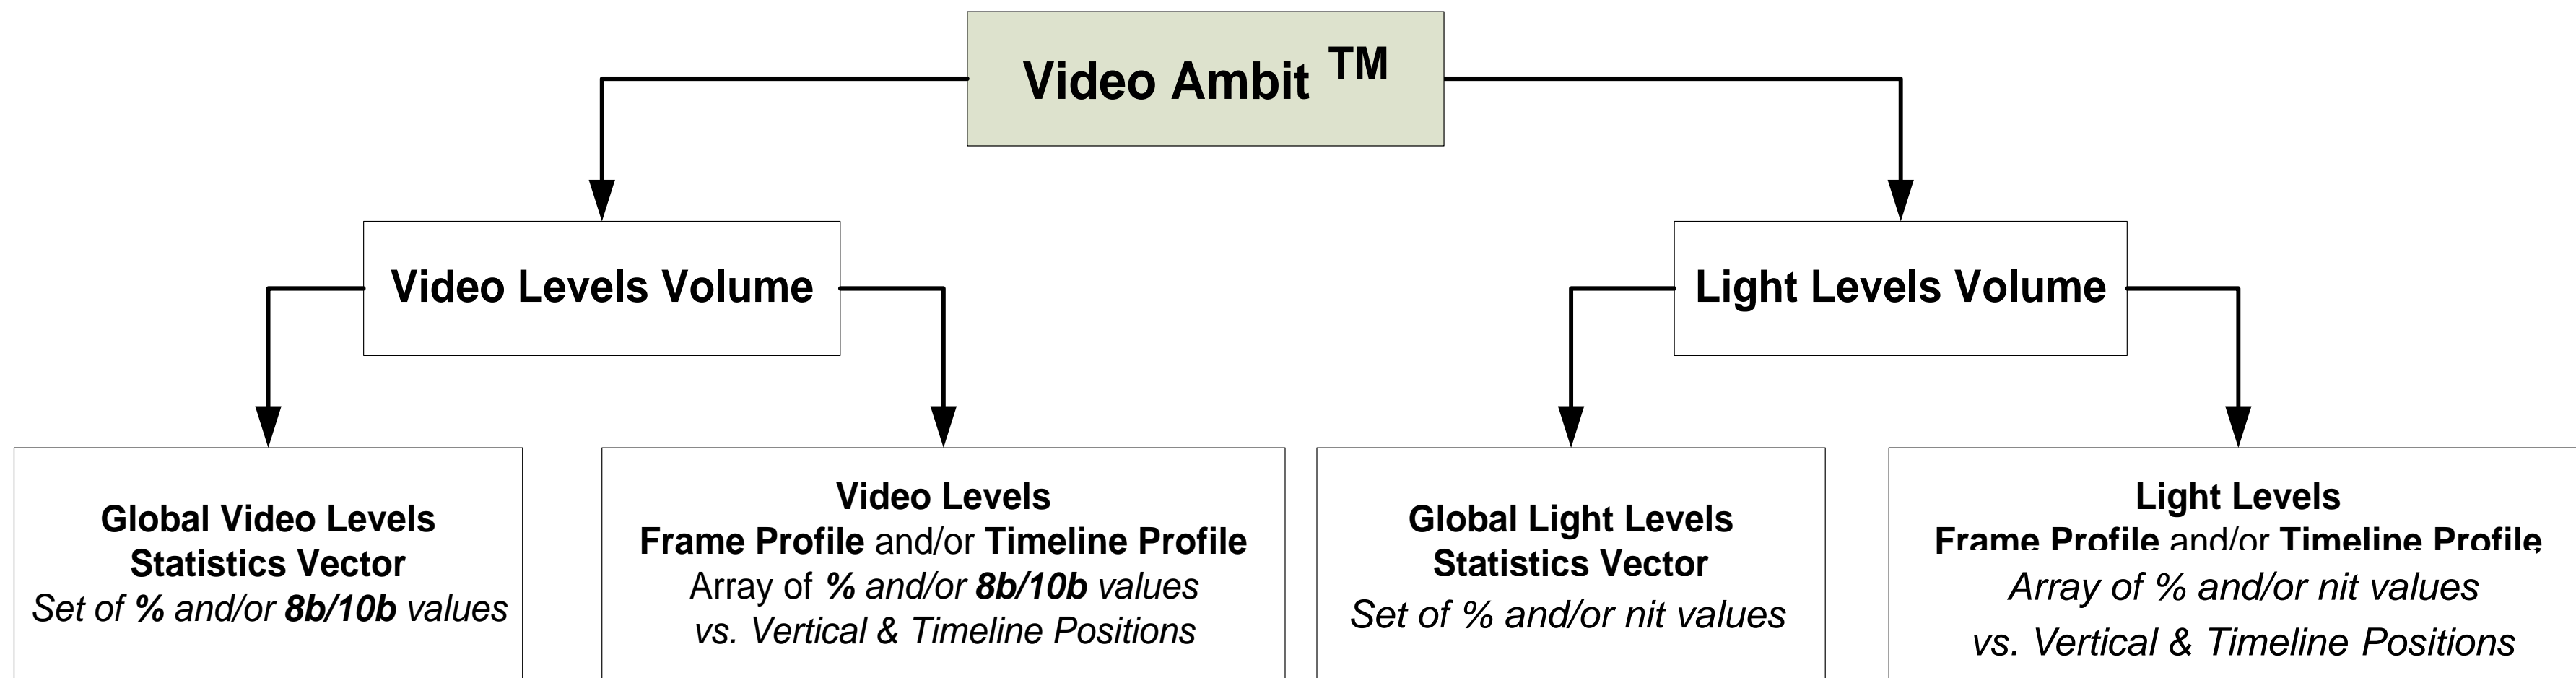 Video Ambit TM
Video Levels Volume
Light Levels Volume
Global Video Levels
Statistics Vector
Set of % and/or 8b/10b values
Video Levels
Frame Profile and/or Timeline Profile
Array of % and/or 8b/10b values
vs. Vertical & Timeline Positions
Global Light Levels
Statistics Vector
Set of % and/or nit values
Light Levels
Frame Profile and/or Timeline Profile
Array of % and/or nit values
vs. Vertical & Timeline Positions